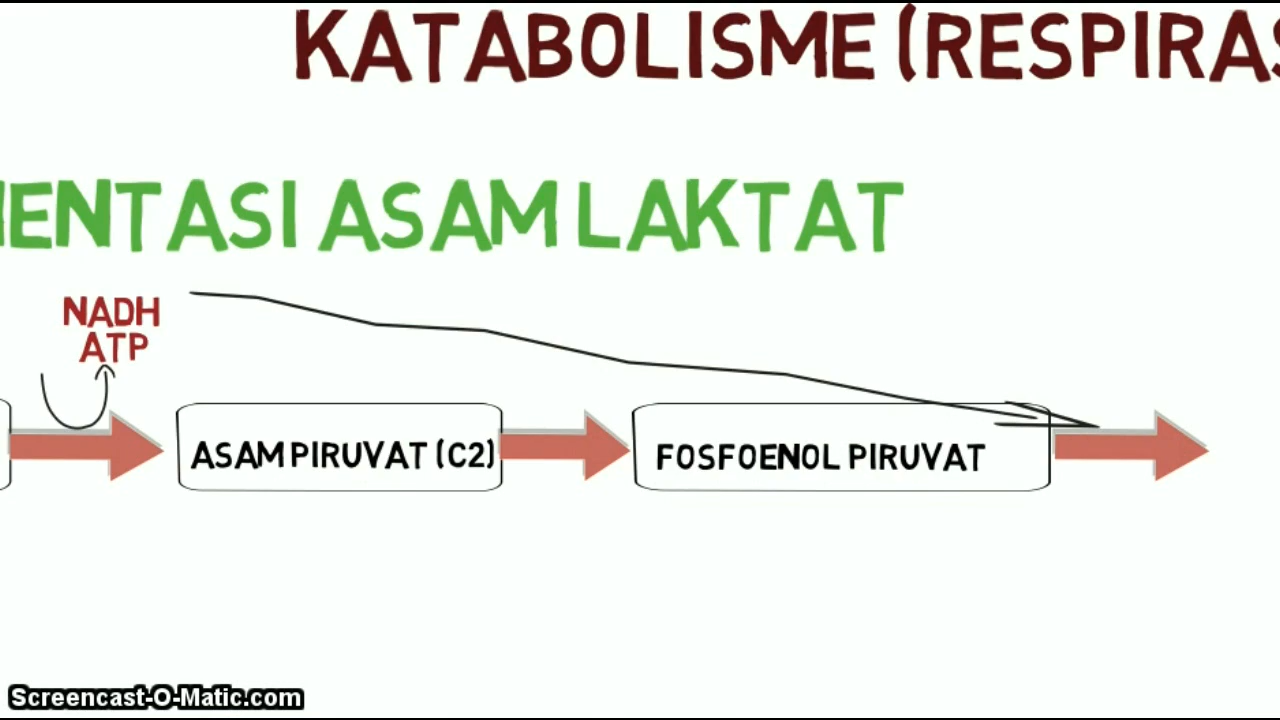 KATABOLISME (RESPIRAS
ENTASI ASAM LAKTAT
NADH
ATP
ASAM PIRUVAT (C2)
FOSFOENOL PIRUVAT
Screencast-O-Matic.com